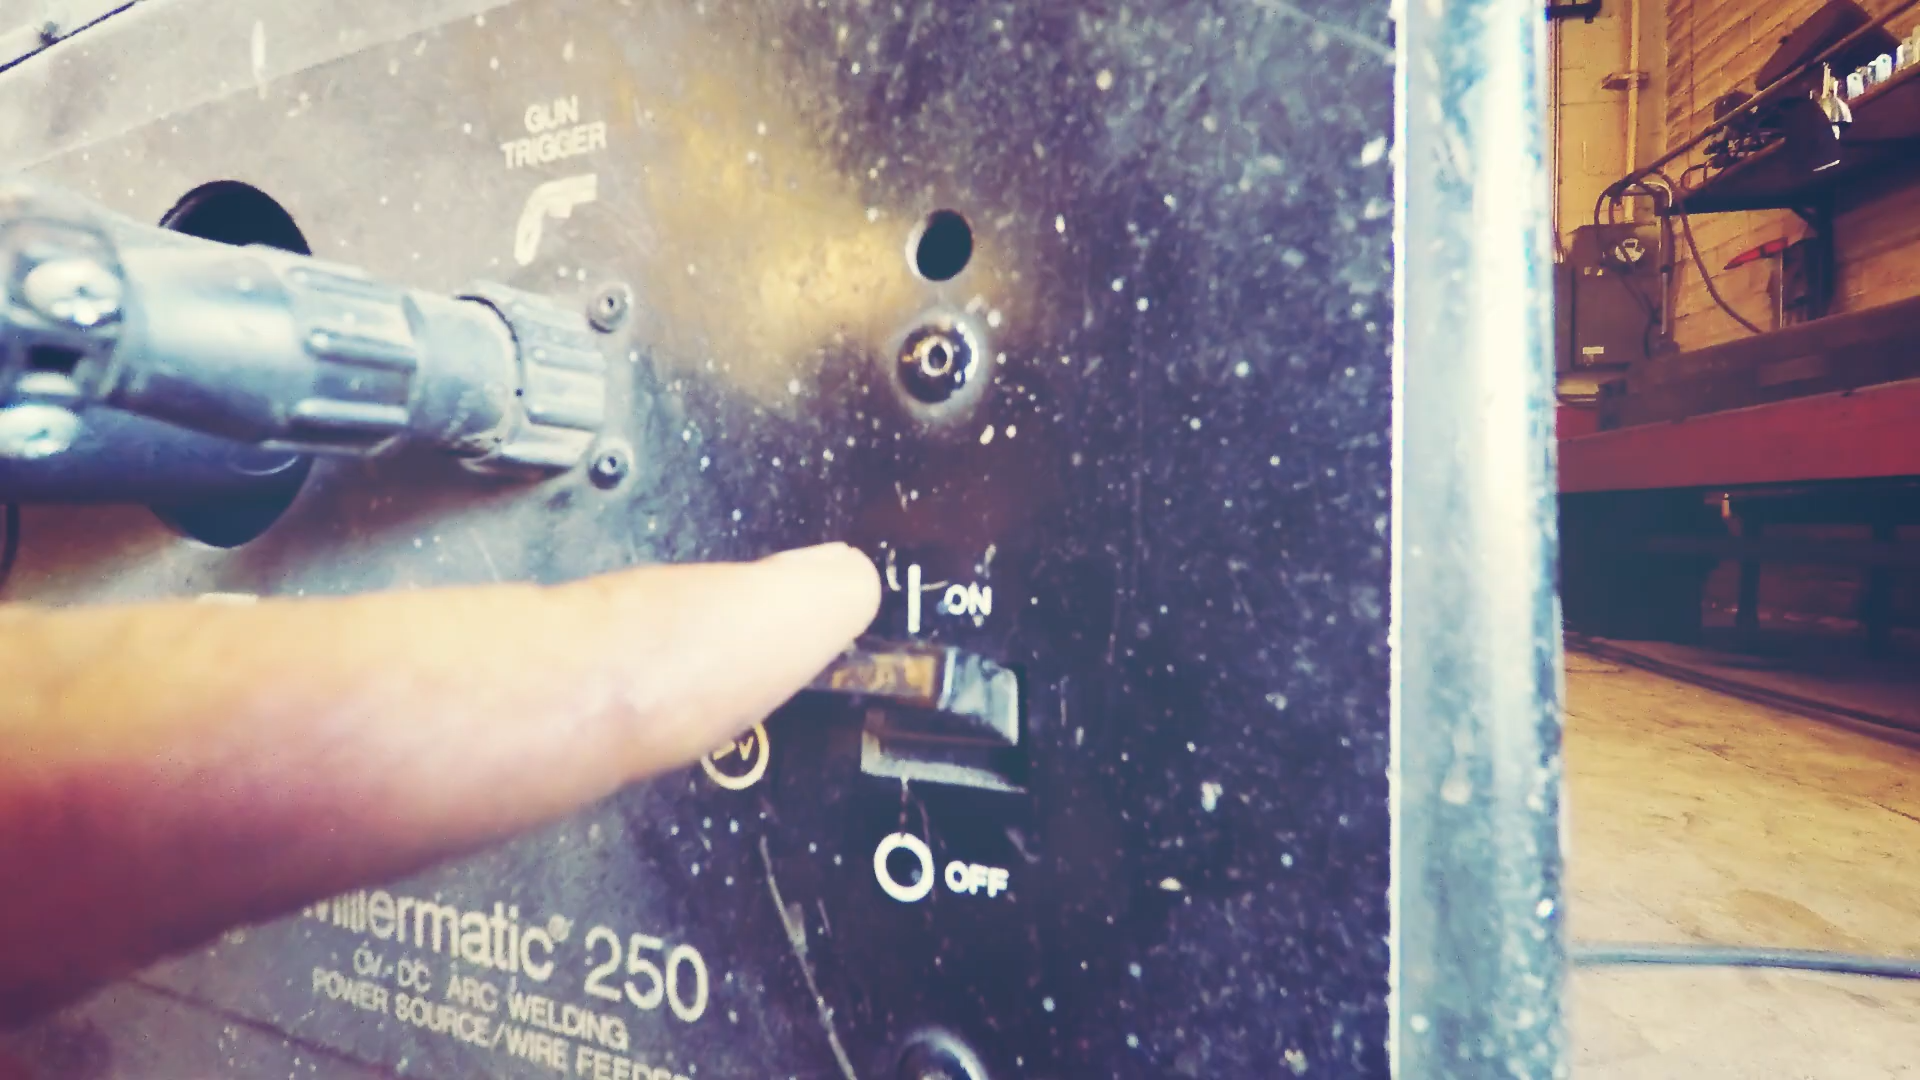 GUN
TRIGGER
ON
OFF
Millermatic® 250
CV-DC ARC WELDING
POWER SOURCE/WIRE FEEDER